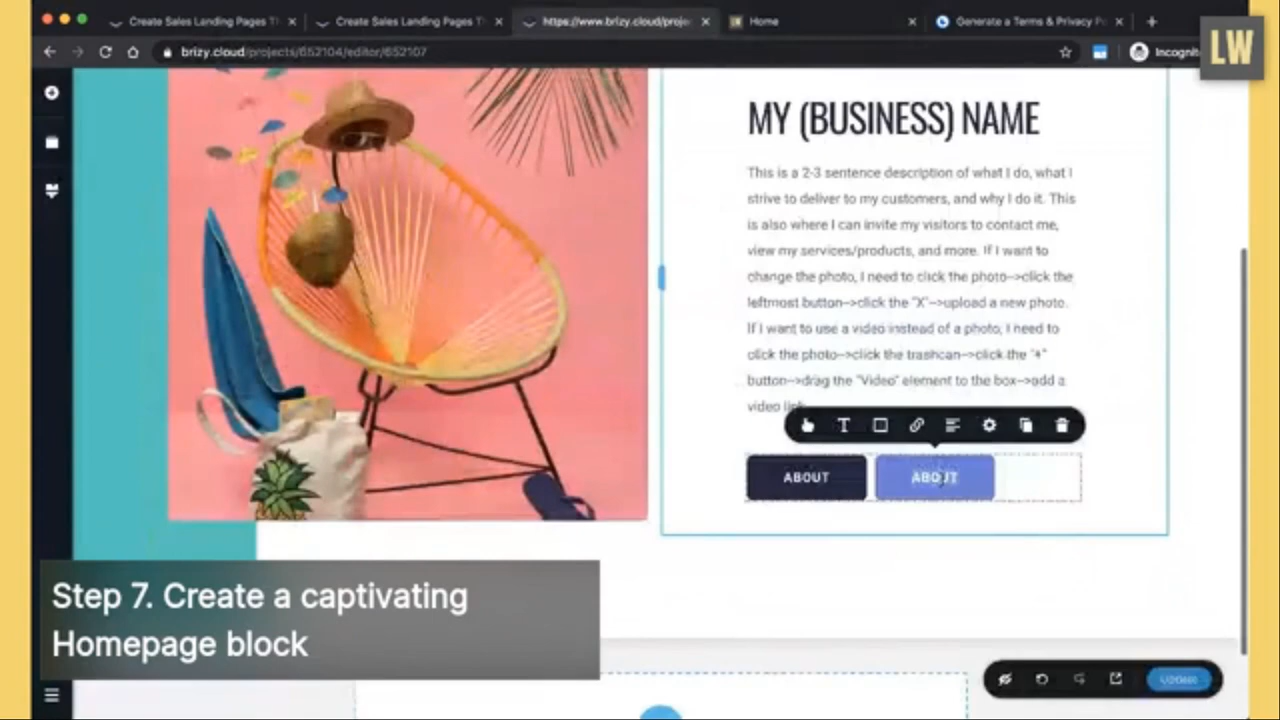 Create Sales Landing Pages T
Create Sales Landing Pages T
https://www.brizy.cloud/proje
Home
Generate a Terms & Privacy Po
brizy.cloud/projects/652104/editor/652107
Incognit
LW
MY (BUSINESS) NAME
This is a 2-3 sentence description of what I do, what I
strive to deliver to my customers, and why I do it. This
is also where I can invite my visitors to contact me,
view my services/products, and more. If I want to
change the photo, I need to click the photo-->click the
leftmost button-->click the "X"-->upload a new photo.
If I want to use a video instead of a photo, I need to
click the photo-->click the trashcan-->click the "+"
button-->drag the "Video" element to the box-->add a
video link
ABOUT
ABOUT
Step 7. Create a captivating
Homepage block
UPDATE